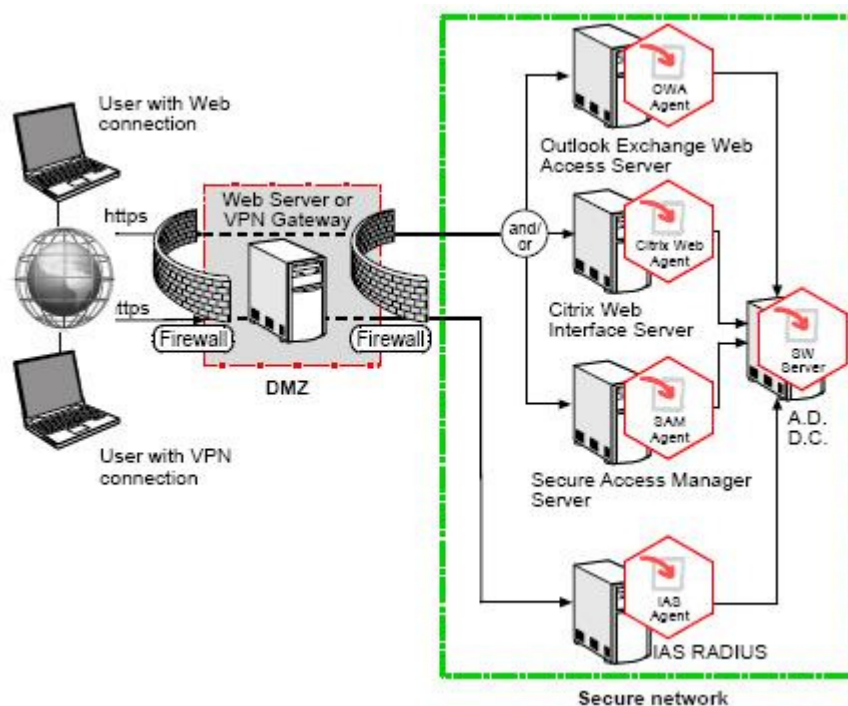 User with Web
connection
https
ttps
User with VPN
connection
Web Server or
VPN Gateway
Firewall
Firewall
DMZ
and/
or
OWA
Agent
Outlook Exchange Web
Access Server
Citrix Web
Agent
Citrix Web
Interface Server
SAM
Agent
Secure Access Manager
Server
IAS
Agent
IAS RADIUS
SW
Server
A.D.
D.C.
Secure network